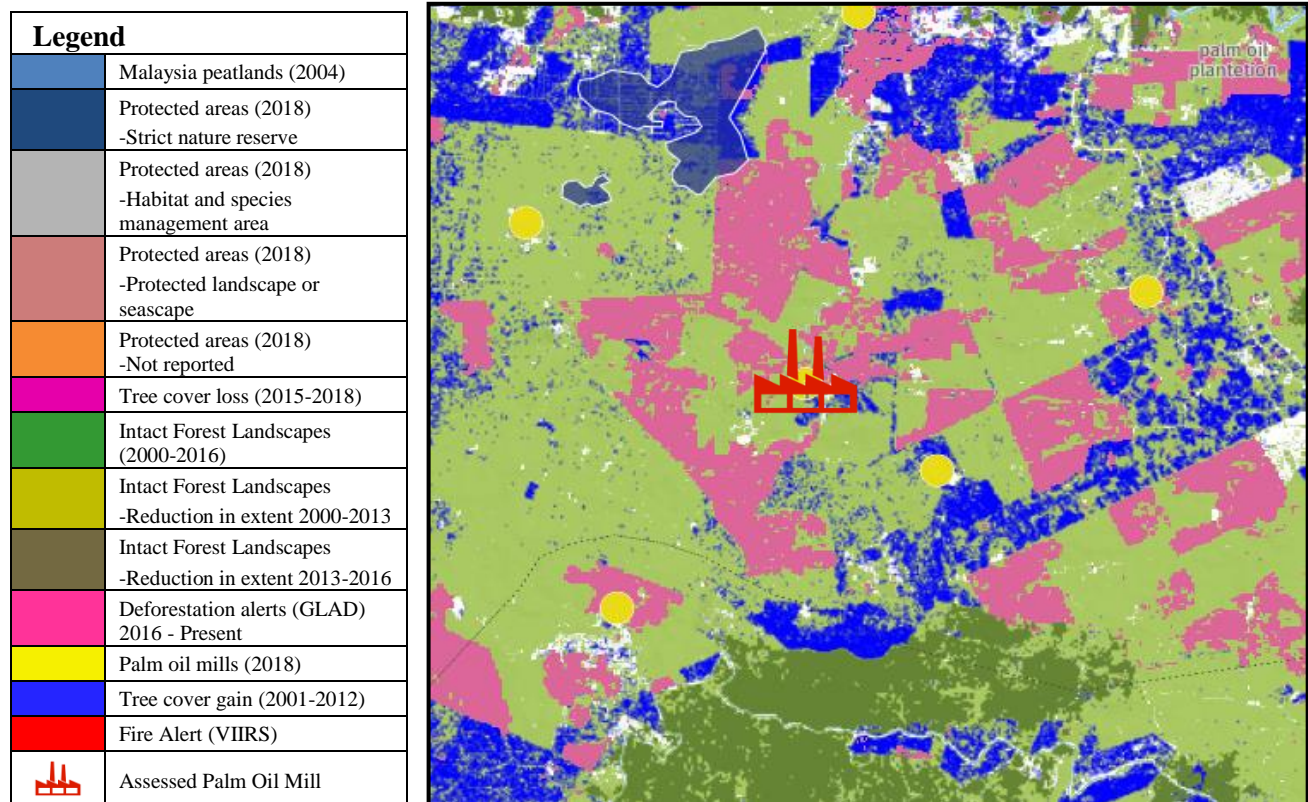 Legend
Malaysia peatlands (2004)
Protected areas (2018)
-Strict nature reserve
Protected areas (2018)
-Habitat and species
management area
Protected areas (2018)
-Protected landscape or
seascape
Protected areas (2018)
-Not reported
Tree cover loss (2015-2018)
Intact Forest Landscapes
(2000-2016)
Intact Forest Landscapes
-Reduction in extent 2000-2013
Intact Forest Landscapes
-Reduction in extent 2013-2016
Deforestation alerts (GLAD)
2016 - Present
Palm oil mills (2018)
Tree cover gain (2001-2012)
Fire Alert (VIIRS)
Assessed Palm Oil Mill
palm oil
plantetion